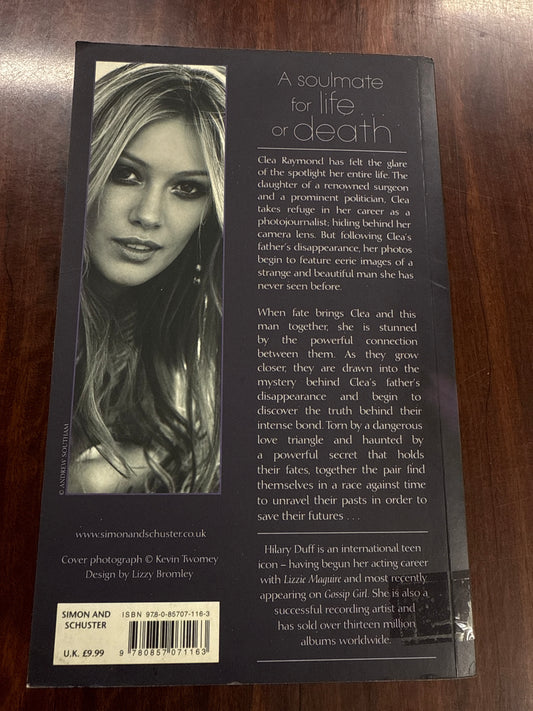 A soulmate
for life . . .
or death
Clea Raymond has felt the glare
of the spotlight her entire life. The
daughter of a renowned surgeon
and a prominent politician, Clea
takes refuge in her career as a
photojournalist; hiding behind her
camera lens. But following Clea's
father's disappearance, her photos
begin to feature eerie images of a
strange and beautiful man she has
never seen before.
When fate brings Clea and this
man together, she is stunned
by the powerful connection
between them. As they grow
closer, they are drawn into the
mystery behind Clea's father's
disappearance and begin to
discover the truth behind their
intense bond. Torn by a dangerous
love triangle and haunted by
a powerful secret that holds
their fates, together the pair find
themselves in a race against time
to unravel their pasts in order to
save their futures . . .
Hilary Duff is an international teen
icon – having begun her acting career
with Lizzie Maguire and most recently
appearing on Gossip Girl. She is also a
successful recording artist and
has sold over thirteen million
albums worldwide.
© ANDREW SOUTHAM
www.simonandschuster.co.uk
Cover photograph © Kevin Twomey
Design by Lizzy Bromley
SIMON AND
SCHUSTER
U.K. £9.99
ISBN 978-0-85707-116-3
9 780857 071163